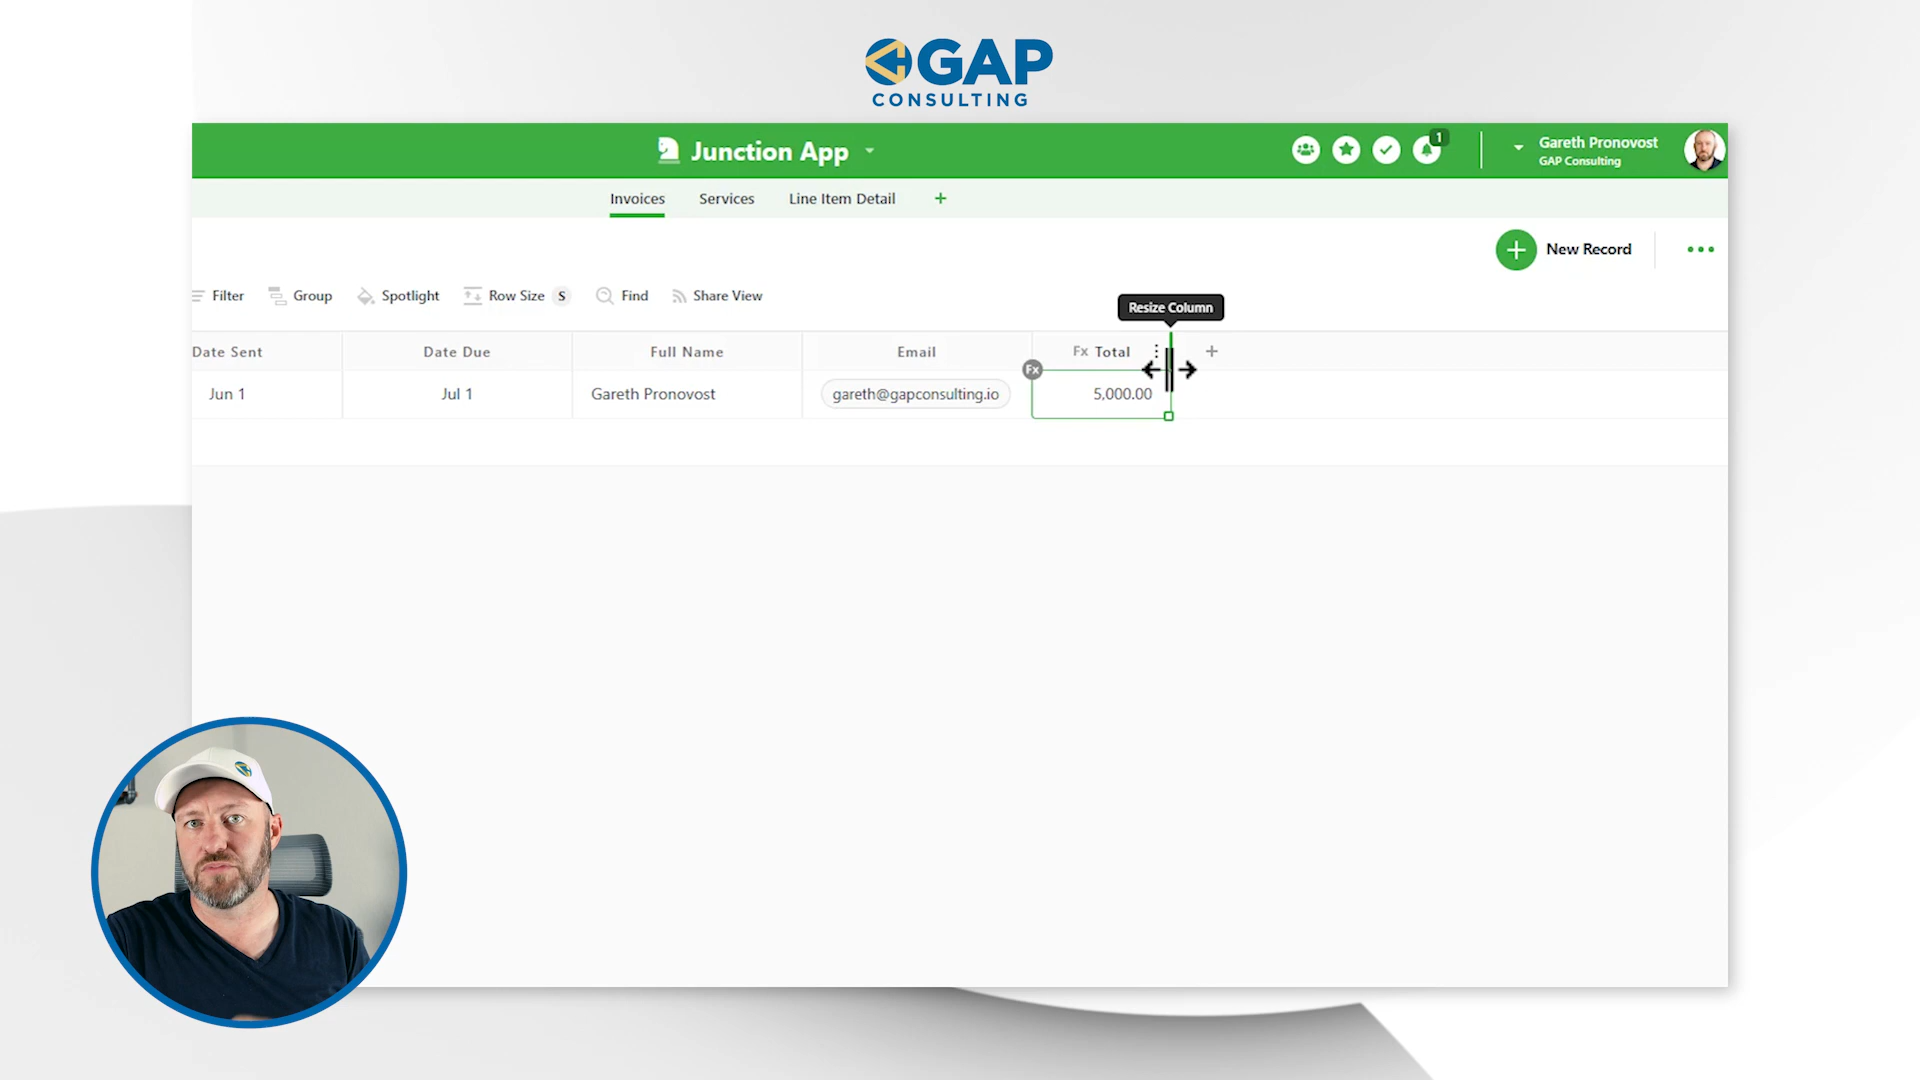 GAP
CONSULTING
Junction App
1
Gareth Pronovost
GAP Consulting
Invoices Services Line Item Detail +
New Record
Filter Group Spotlight Row Size S Find Share View
Resize Column
Date Sent Date Due Full Name Email Fx Total +
Fx
Jun 1 Jul 1 Gareth Pronovost gareth@gapconsulting.io 5,000.00